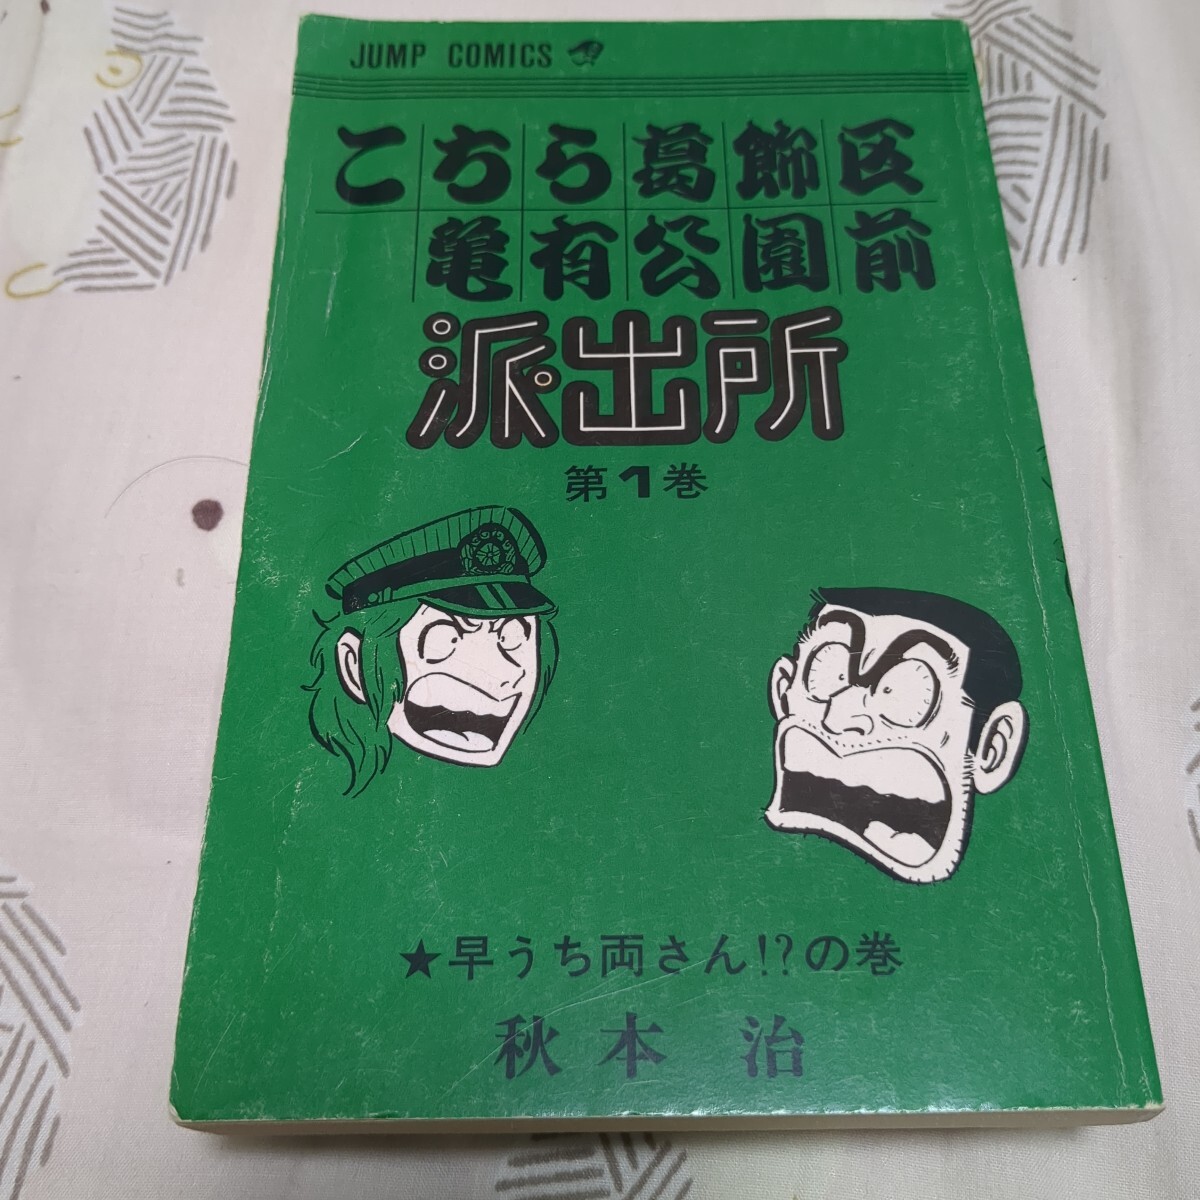 JUMP COMICS
こちら葛飾区
亀有公園前
派出所
第1巻
★早うち両さん!?の巻
秋本 治